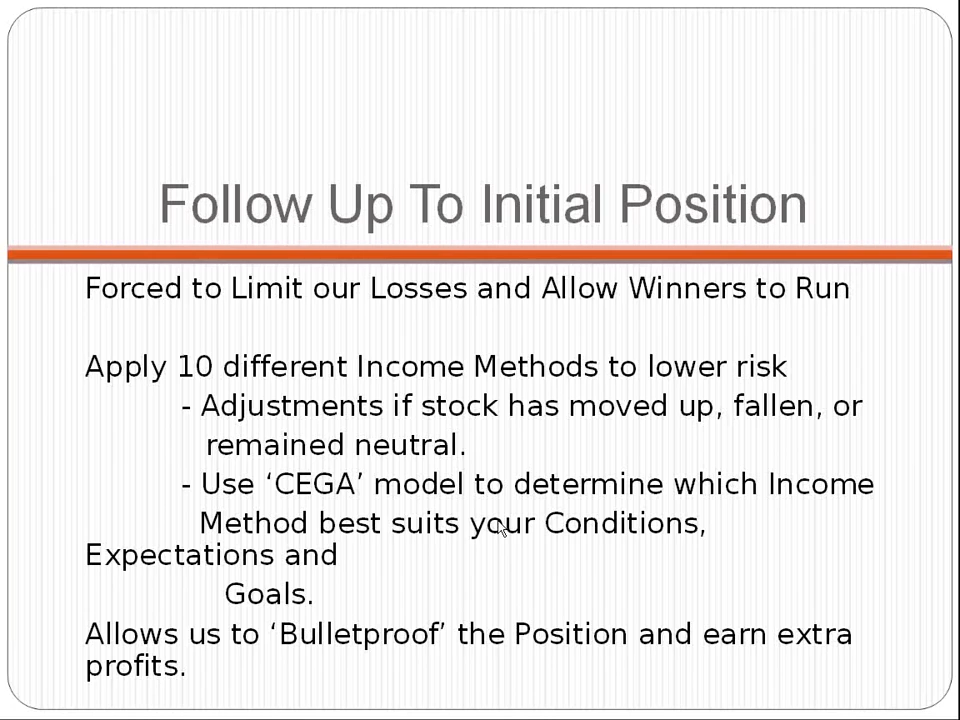 Follow Up To Initial Position
Forced to Limit our Losses and Allow Winners to Run
Apply 10 different Income Methods to lower risk
- Adjustments if stock has moved up, fallen, or
remained neutral.
- Use ‘CEGA’ model to determine which Income
Method best suits your Conditions,
Expectations and
Goals.
Allows us to ‘Bulletproof’ the Position and earn extra
profits.